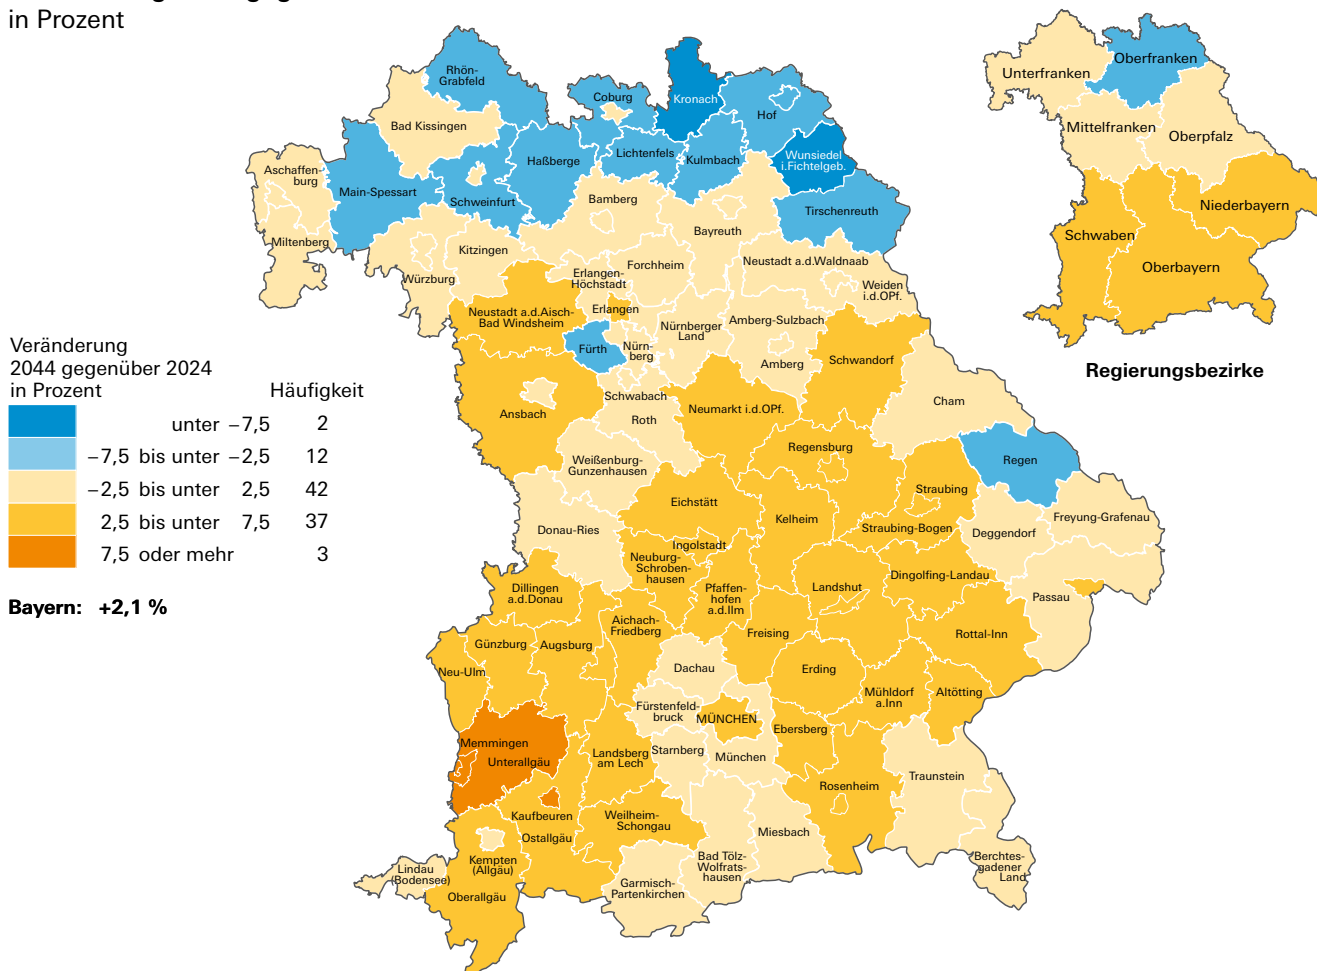 in Prozent
Rhön-
Grabfeld
Coburg
Kronach
Hof
Bad Kissingen
Lichtenfels
Kulmbach
Wunsiedel
i.Fichtelgeb.
Haßberge
Aschaffen-
burg
Main-Spessart
Schweinfurt
Bamberg
Tirschenreuth
Bayreuth
Miltenberg
Kitzingen
Würzburg
Forchheim
Neustadt a.d.Waldnaab
Erlangen-
Höchstadt
Weiden
i.d.OPf.
Erlangen
Neustadt a.d.Aisch-
Bad Windsheim
Nürnberger
Land
Amberg-Sulzbach
Fürth
Nürn-
berg
Amberg
Schwandorf
Schwabach
Ansbach
Roth
Neumarkt i.d.OPf.
Cham
Regensburg
Weißenburg-
Gunzenhausen
Regen
Straubing
Eichstätt
Kelheim
Freyung-Grafenau
Donau-Ries
Straubing-Bogen
Deggendorf
Ingolstadt
Neuburg-
Schroben-
hausen
Dingolfing-Landau
Dillingen
a.d.Donau
Pfaffen-
hofen
a.d.Ilm
Landshut
Passau
Aichach-
Friedberg
Freising
Rottal-Inn
Günzburg
Augsburg
Neu-Ulm
Dachau
Erding
Mühldorf
a.Inn
Altötting
Fürstenfeld-
bruck
MÜNCHEN
Ebersberg
Memmingen
Unterallgäu
Landsberg
am Lech
Starnberg
München
Traunstein
Rosenheim
Kaufbeuren
Ostallgäu
Weilheim-
Schongau
Miesbach
Kempten
(Allgäu)
Lindau
(Bodensee)
Bad Tölz-
Wolfrats-
hausen
Berchtes-
gadener
Land
Garmisch-
Partenkirchen
Oberallgäu
Unterfranken
Oberfranken
Mittelfranken
Oberpfalz
Niederbayern
Schwaben
Oberbayern
Regierungsbezirke
Veränderung
2044 gegenüber 2024
in Prozent Häufigkeit
unter −7,5 2
−7,5 bis unter −2,5 12
−2,5 bis unter 2,5 42
2,5 bis unter 7,5 37
7,5 oder mehr 3
Bayern: +2,1 %